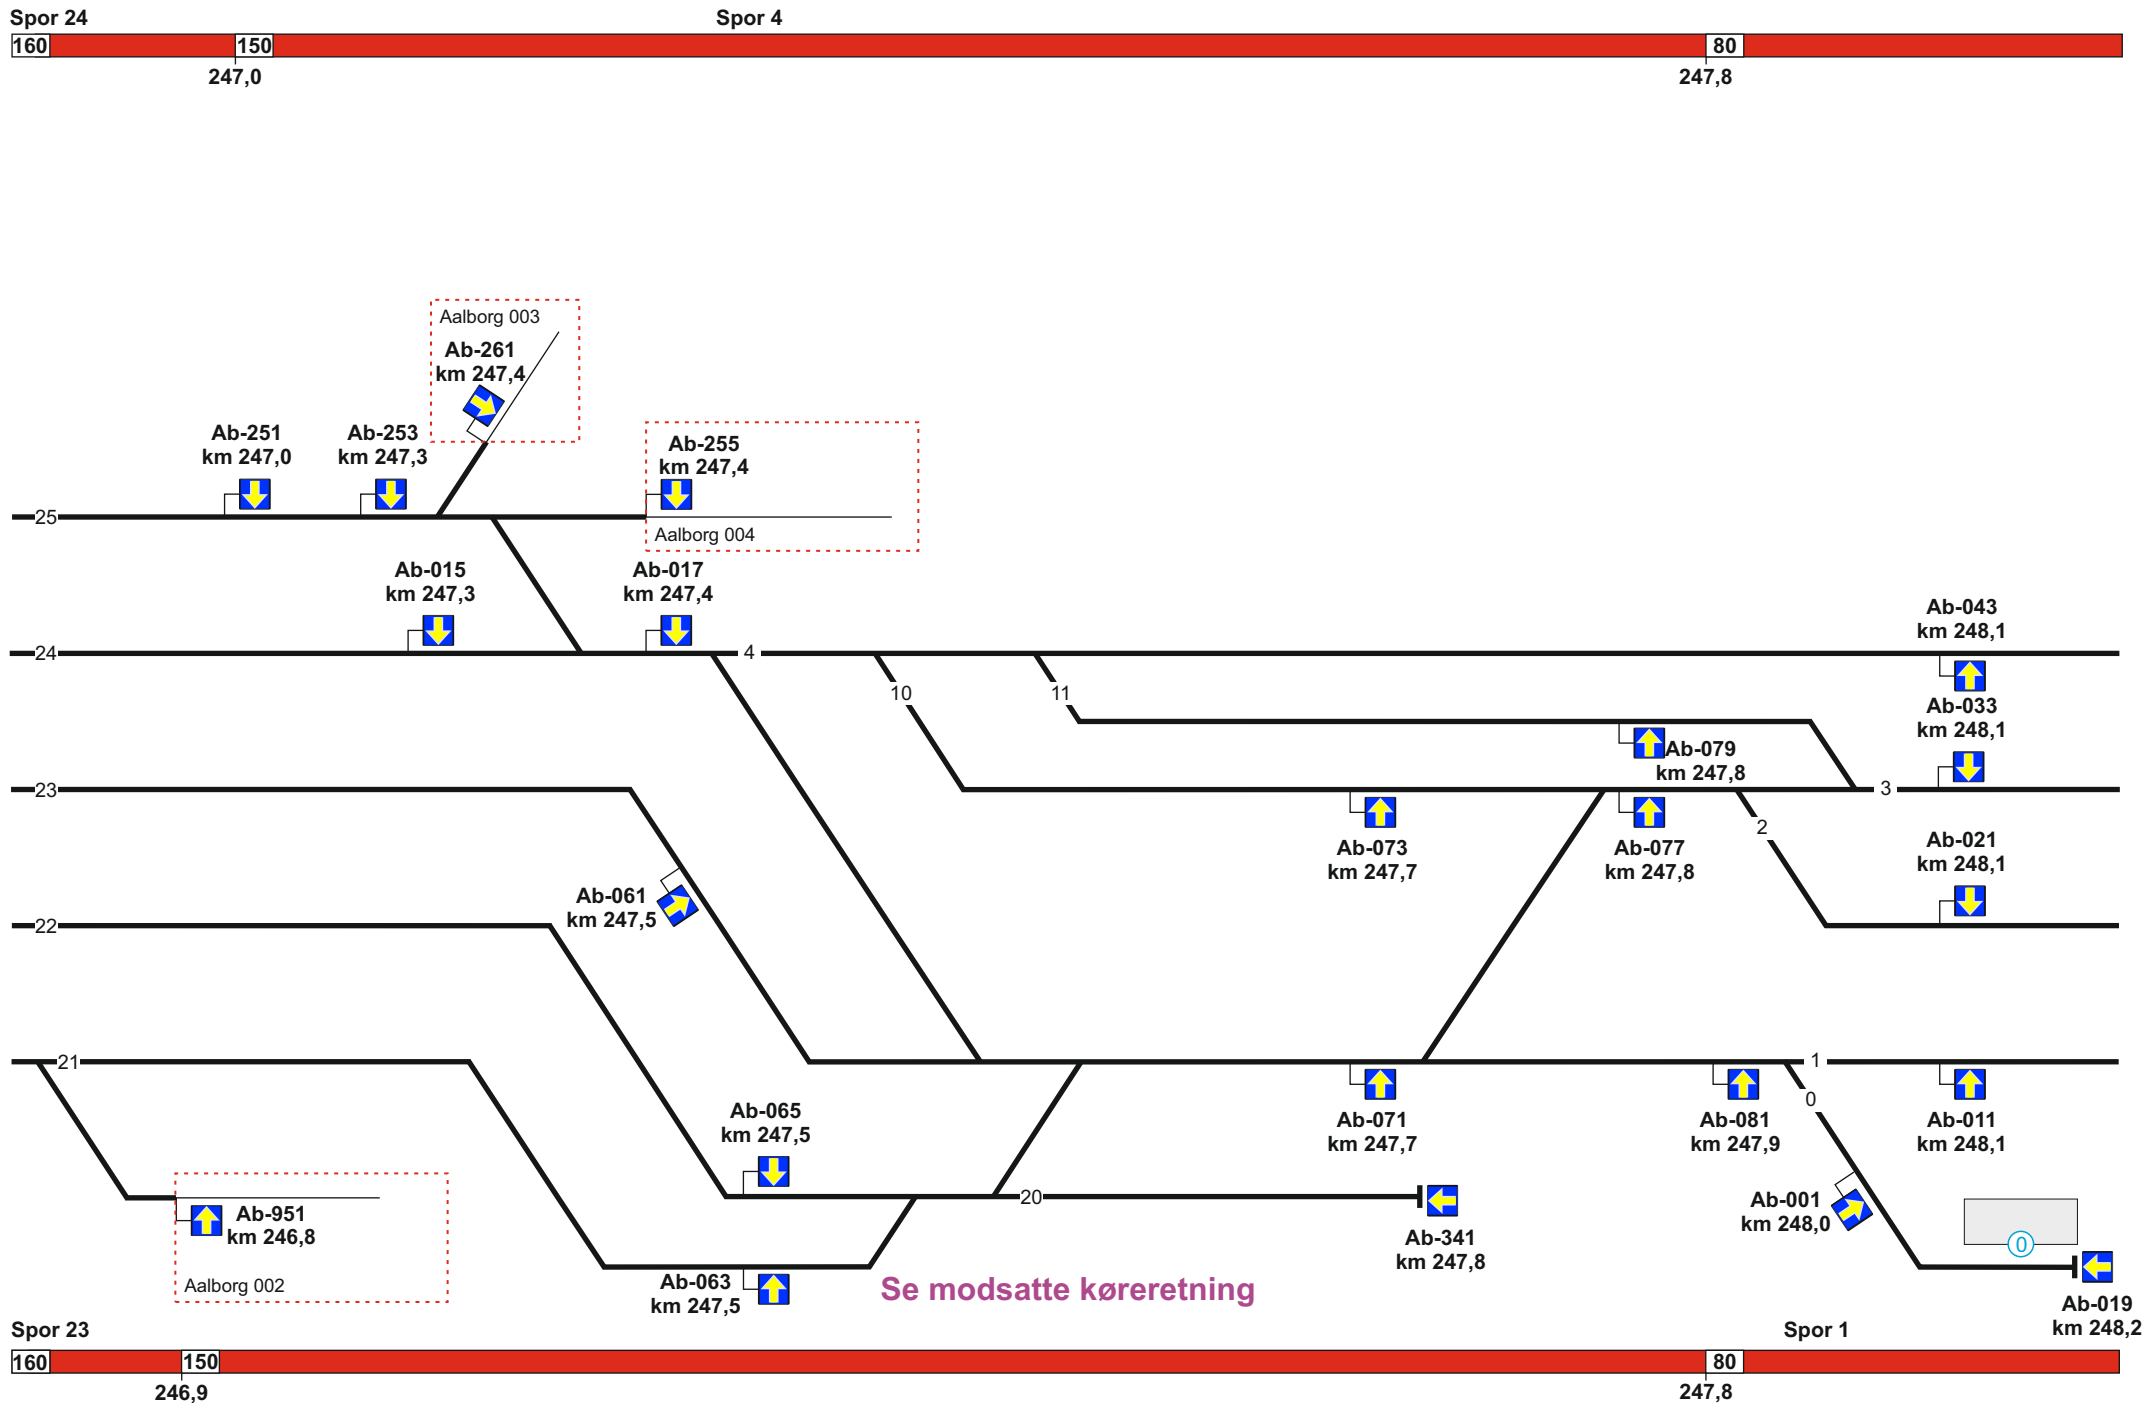 Spor 24
Spor 4
160
150
80
247,0
247,8
Aalborg 003
Ab-261
km 247,4
Ab-251
km 247,0
Ab-253
km 247,3
Ab-255
km 247,4
25
Aalborg 004
Ab-015
km 247,3
Ab-017
km 247,4
Ab-043
km 248,1
24
4
10
11
Ab-033
km 248,1
Ab-079
km 247,8
23
3
2
Ab-073
km 247,7
Ab-077
km 247,8
Ab-021
km 248,1
Ab-061
km 247,5
22
21
1
0
Ab-065
km 247,5
Ab-071
km 247,7
Ab-081
km 247,9
Ab-011
km 248,1
20
Ab-951
km 246,8
Ab-001
km 248,0
Ab-341
km 247,8
0
Aalborg 002
Ab-063
km 247,5
Se modsatte køreretning
Ab-019
km 248,2
Spor 23
Spor 1
160
150
80
246,9
247,8